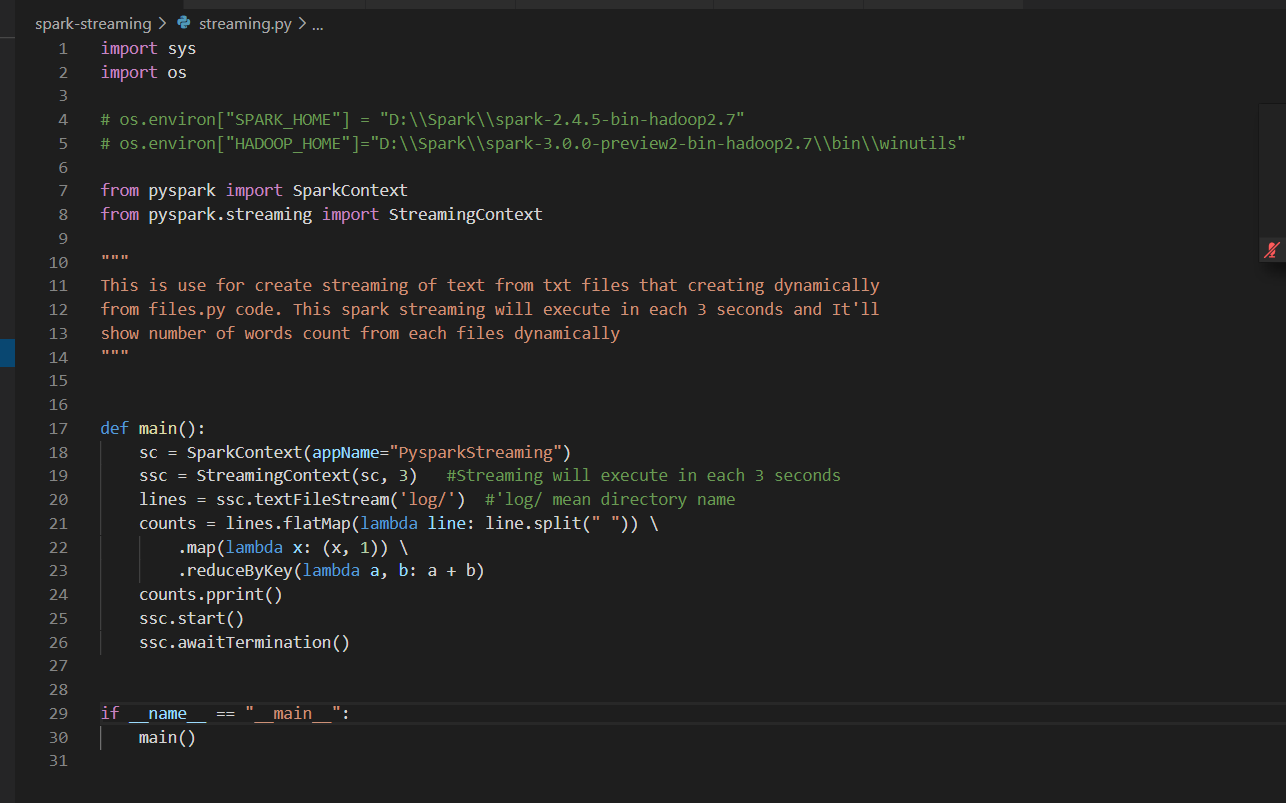 spark-streaming > streaming.py > ...
1 import sys
2 import os
3
4 # os.environ["SPARK_HOME"] = "D:\\Spark\\spark-2.4.5-bin-hadoop2.7"
5 # os.environ["HADOOP_HOME"]="D:\\Spark\\spark-3.0.0-preview2-bin-hadoop2.7\\bin\\winutils"
6
7 from pyspark import SparkContext
8 from pyspark.streaming import StreamingContext
9
10 """
11 This is use for create streaming of text from txt files that creating dynamically
12 from files.py code. This spark streaming will execute in each 3 seconds and It'll
13 show number of words count from each files dynamically
14 """
15
16
17 def main():
18     sc = SparkContext(appName="PysparkStreaming")
19     ssc = StreamingContext(sc, 3)   #Streaming will execute in each 3 seconds
20     lines = ssc.textFileStream('log/')  #'log/ mean directory name
21     counts = lines.flatMap(lambda line: line.split(" ")) \
22         .map(lambda x: (x, 1)) \
23         .reduceByKey(lambda a, b: a + b)
24     counts.pprint()
25     ssc.start()
26     ssc.awaitTermination()
27
28
29 if __name__ == "__main__":
30     main()
31